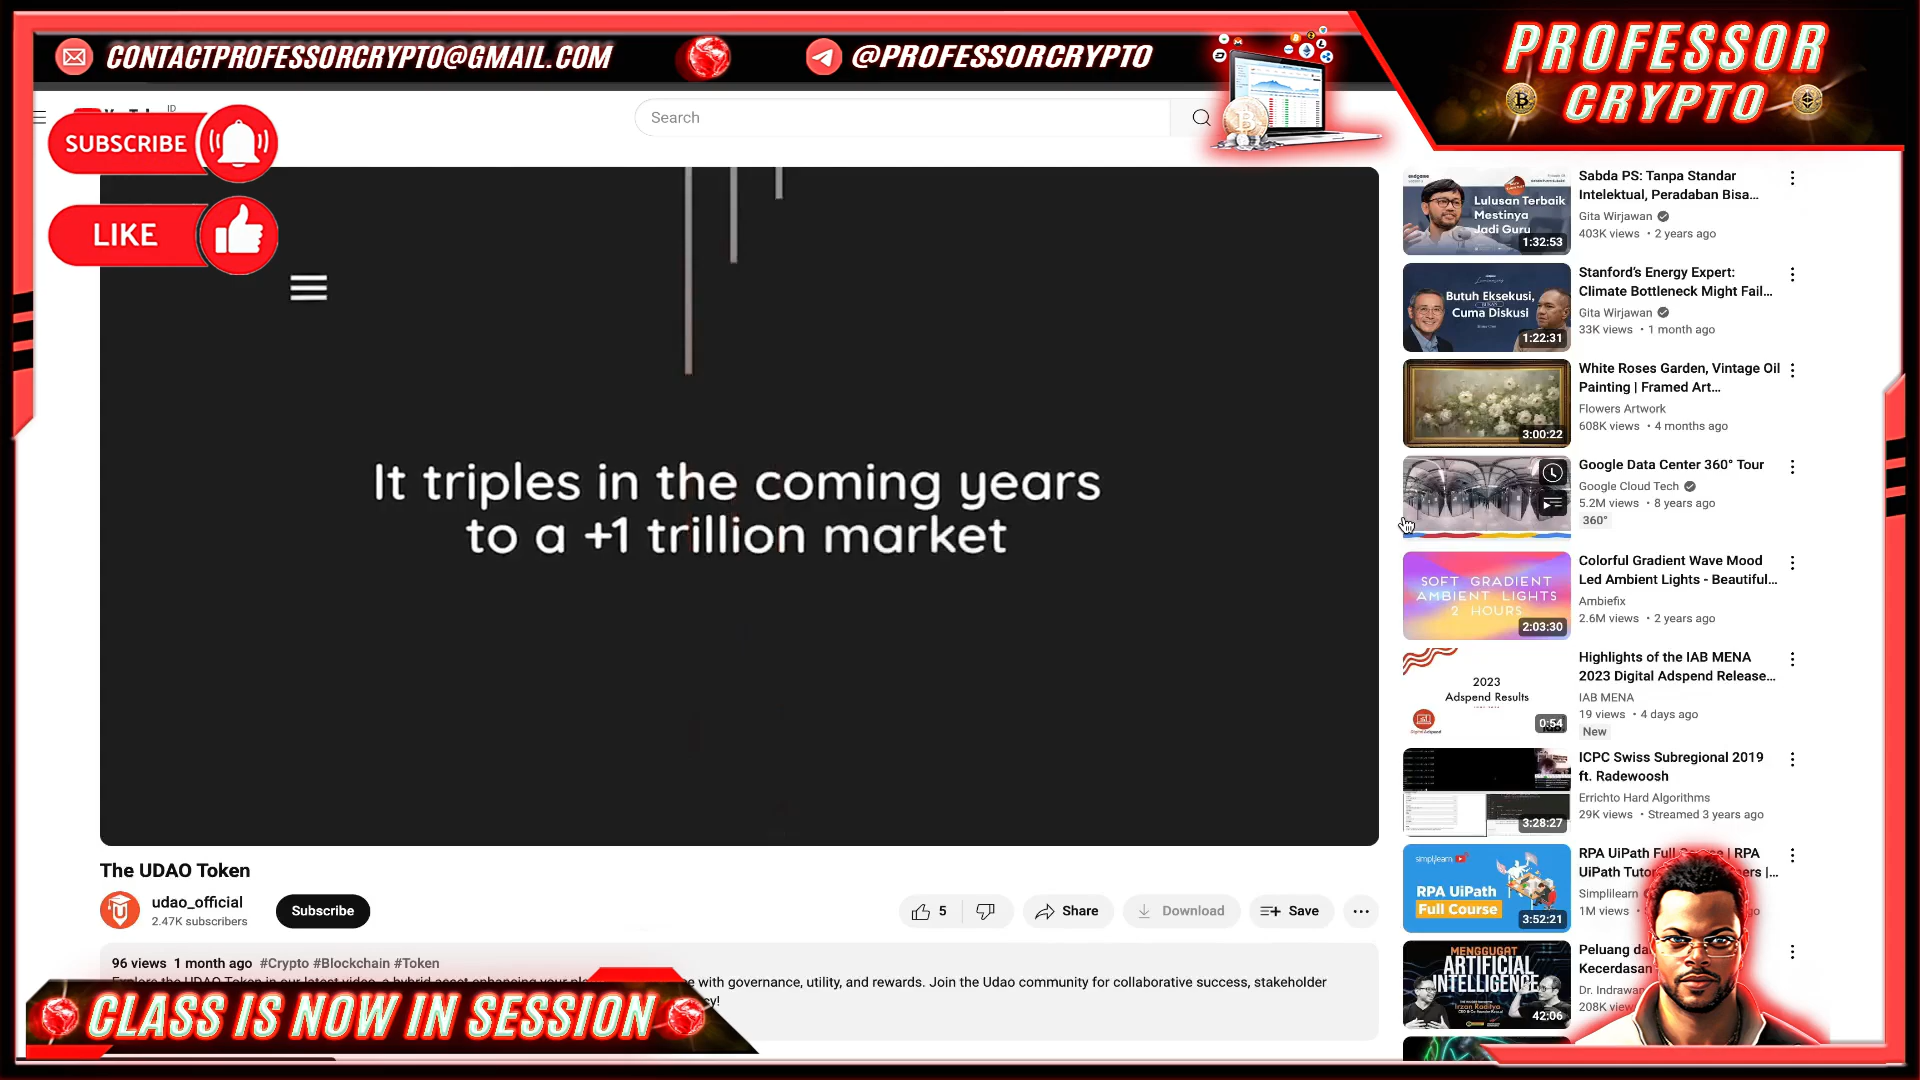 CONTACTPROFESSORCRYPTO@GMAIL.COM
@PROFESSORCRYPTO
PROFESSOR
CRYPTO
ID
Search
SUBSCRIBE
LIKE
It triples in the coming years
to a +1 trillion market
The UDAO Token
udao_official
2.47K subscribers
Subscribe
5
Share
Download
Save
96 views 1 month ago #Crypto #Blockchain #Token
with governance, utility, and rewards. Join the Udao community for collaborative success, stakeholder
CLASS IS NOW IN SESSION
Lulusan Terbaik
Mestinya
Jadi Guru
1:32:53
Sabda PS: Tanpa Standar
Intelektual, Peradaban Bisa...
Gita Wirjawan
403K views • 2 years ago
Butuh Eksekusi,
Cuma Diskusi
1:22:31
Stanford's Energy Expert:
Climate Bottleneck Might Fail...
Gita Wirjawan
33K views • 1 month ago
3:00:22
White Roses Garden, Vintage Oil
Painting | Framed Art...
Flowers Artwork
608K views • 4 months ago
Google Data Center 360° Tour
Google Cloud Tech
5.2M views • 8 years ago
360°
SOFT GRADIENT
AMBIENT LIGHTS
2 HOURS
2:03:30
Colorful Gradient Wave Mood
Led Ambient Lights - Beautiful...
Ambiefix
2.6M views • 2 years ago
2023
Adspend Results
0:54
Highlights of the IAB MENA
2023 Digital Adspend Release...
IAB MENA
19 views • 4 days ago
New
3:28:27
ICPC Swiss Subregional 2019
ft. Radewoosh
Errichto Hard Algorithms
29K views • Streamed 3 years ago
simplilearn
RPA UiPath
Full Course
3:52:21
RPA UiPath Full | RPA
UiPath
Simplilearn
1M views
MENGGUGAT
ARTIFICIAL
INTELLIGENCE
Irzan Raditya
42:06
Peluang
Kecerdasan
Dr. Indrawan
208K views